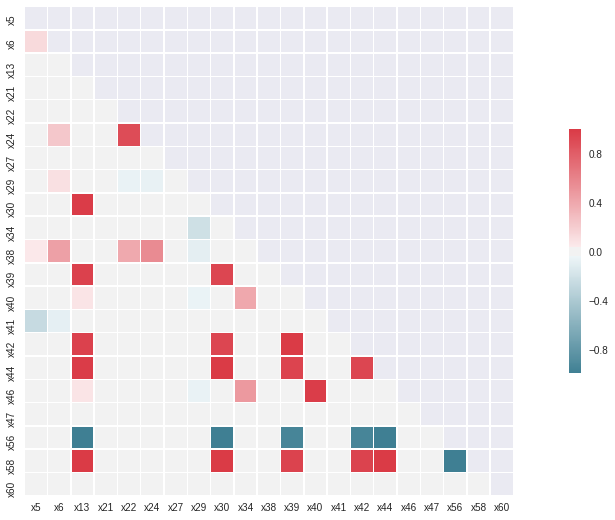 x5
x6
x13
x21
x22
x24
x27
x29
x30
x34
x38
x39
x40
x41
x42
x44
x46
x47
x56
x58
x60
x5 x6 x13 x21 x22 x24 x27 x29 x30 x34 x38 x39 x40 x41 x42 x44 x46 x47 x56 x58 x60
0.8
0.4
0.0
−0.4
−0.8